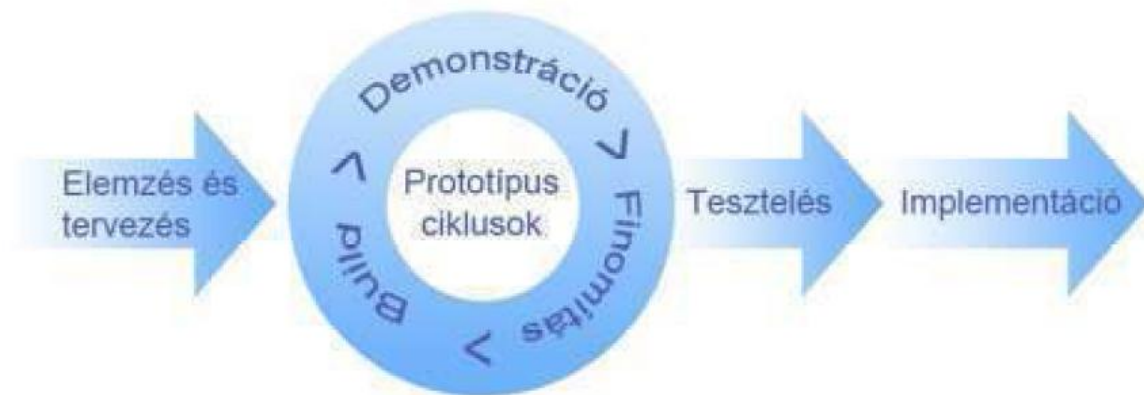 Elemzés és
tervezés
Demonstráció > Finomítás > Build >
Prototípus
ciklusok
Tesztelés
Implementáció